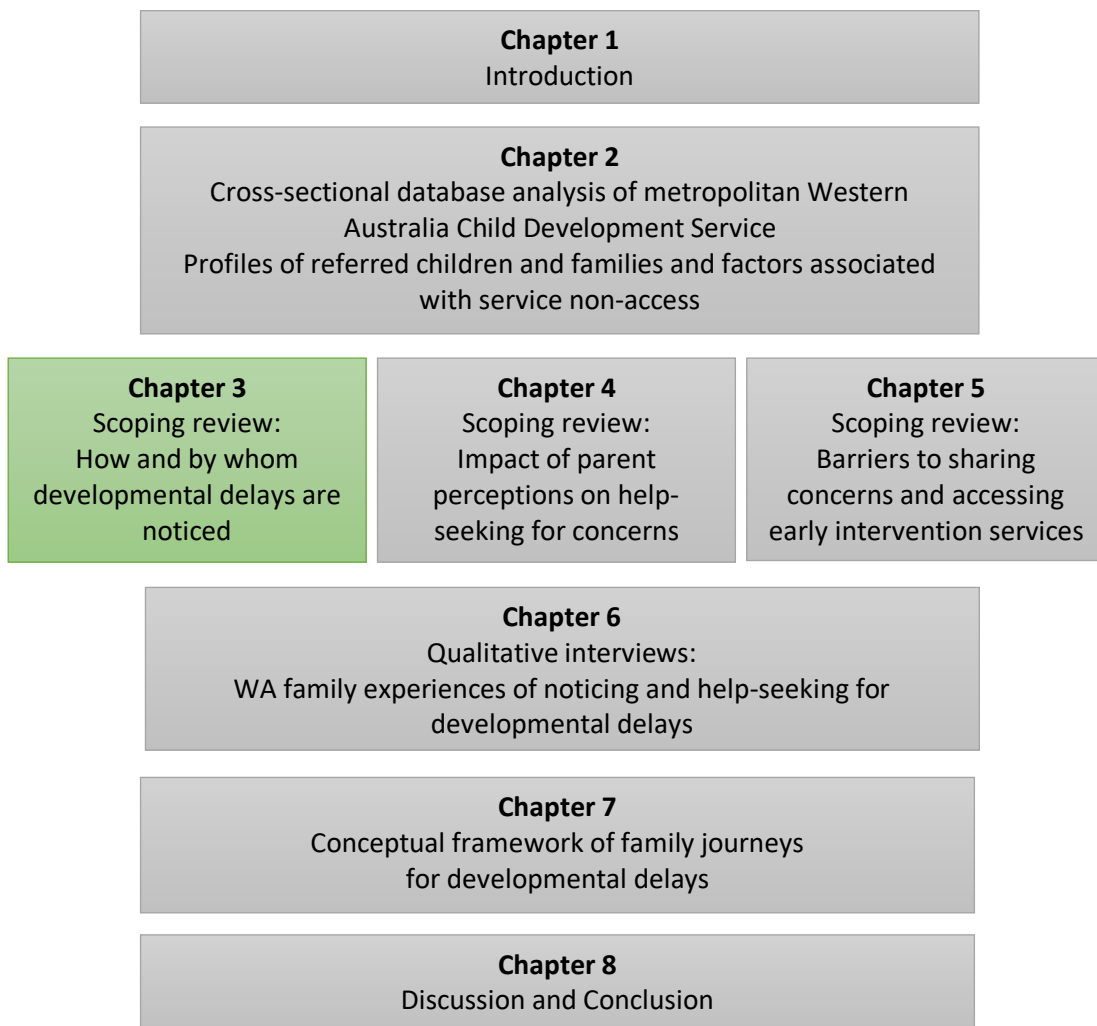 Chapter 1
Introduction
Chapter 2
Cross-sectional database analysis of metropolitan Western
Australia Child Development Service
Profiles of referred children and families and factors associated
with service non-access
Chapter 3
Scoping review:
How and by whom
developmental delays are
noticed
Chapter 4
Scoping review:
Impact of parent
perceptions on help-
seeking for concerns
Chapter 5
Scoping review:
Barriers to sharing
concerns and accessing
early intervention services
Chapter 6
Qualitative interviews:
WA family experiences of noticing and help-seeking for
developmental delays
Chapter 7
Conceptual framework of family journeys
for developmental delays
Chapter 8
Discussion and Conclusion